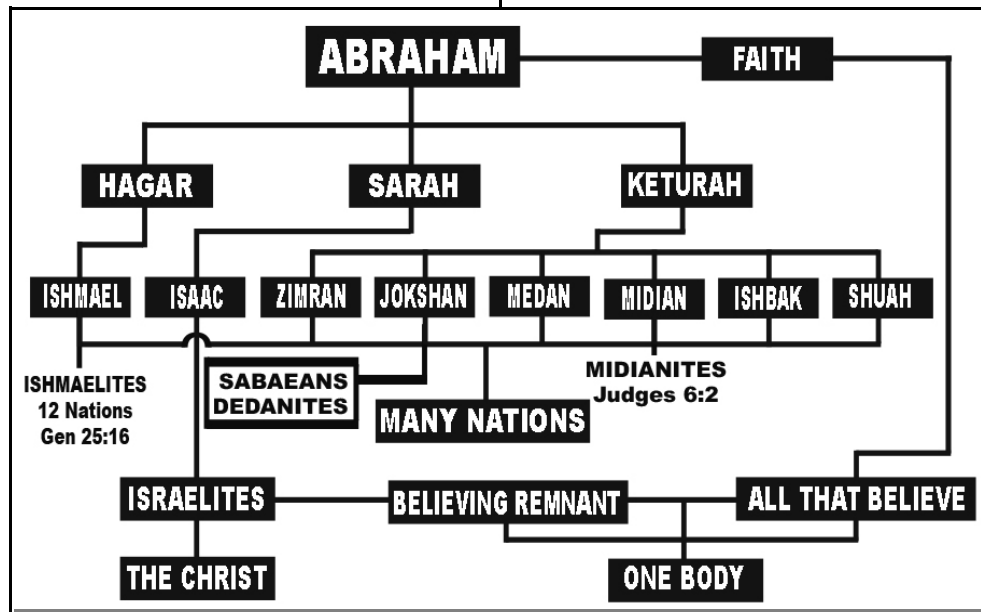 ABRAHAM
FAITH
HAGAR
SARAH
KETURAH
ISHMAEL
ISAAC
ZIMRAN
JOKSHAN
MEDAN
MIDIAN
ISHBAK
SHUAH
ISHMAELITES
12 Nations
Gen 25:16
SABAEANS
DEDANITES
MANY NATIONS
MIDIANITES
Judges 6:2
ISRAELITES
BELIEVING REMNANT
ALL THAT BELIEVE
THE CHRIST
ONE BODY